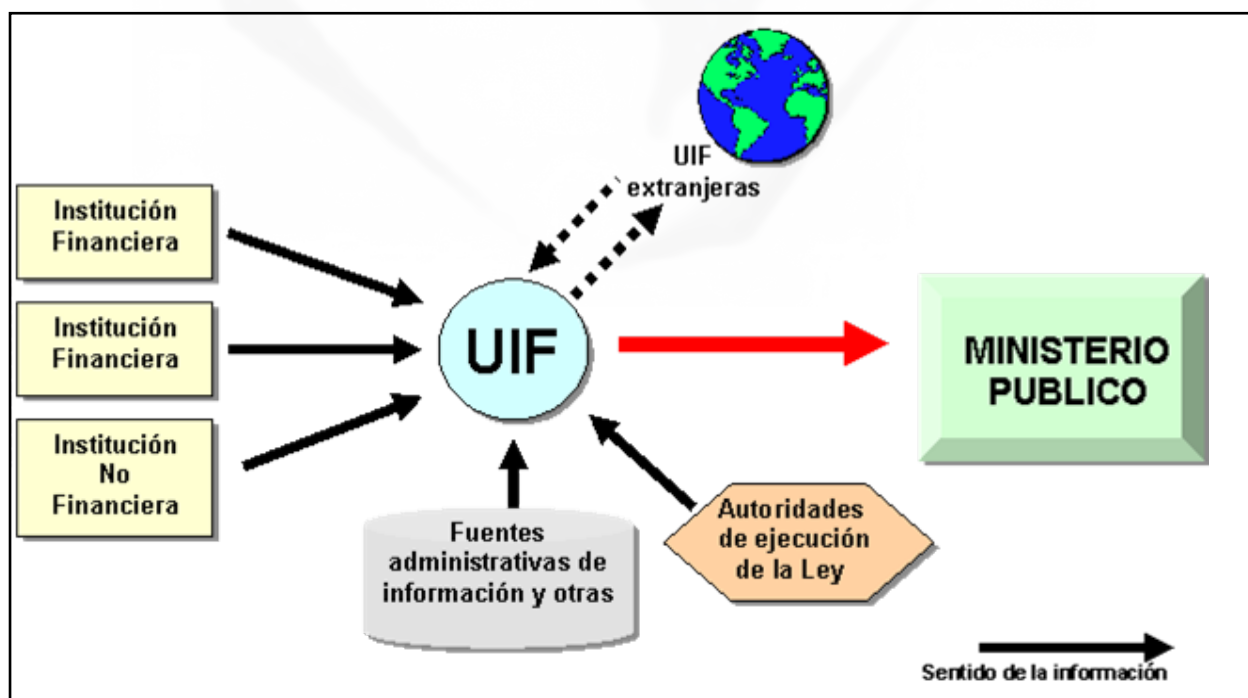 UIF
extranjeras
Institución
Financiera
Institución
Financiera
Institución
No
Financiera
UIF
MINISTERIO
PUBLICO
Fuentes
administrativas de
información y otras
Autoridades
de ejecución
de la Ley
Sentido de la información